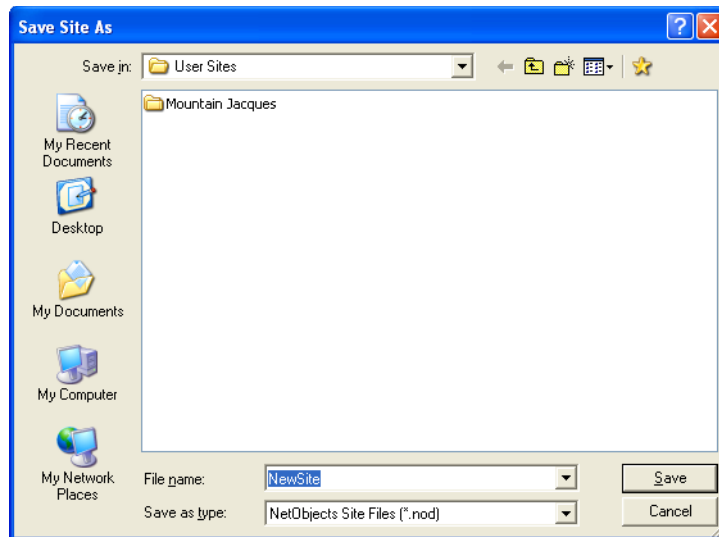 Save Site As
Save in: User Sites
Mountain Jacques
My Recent
Documents
Desktop
My Documents
My Computer
My Network
Places
File name: NewSite Save
Save as type: NetObjects Site Files (*.nod) Cancel